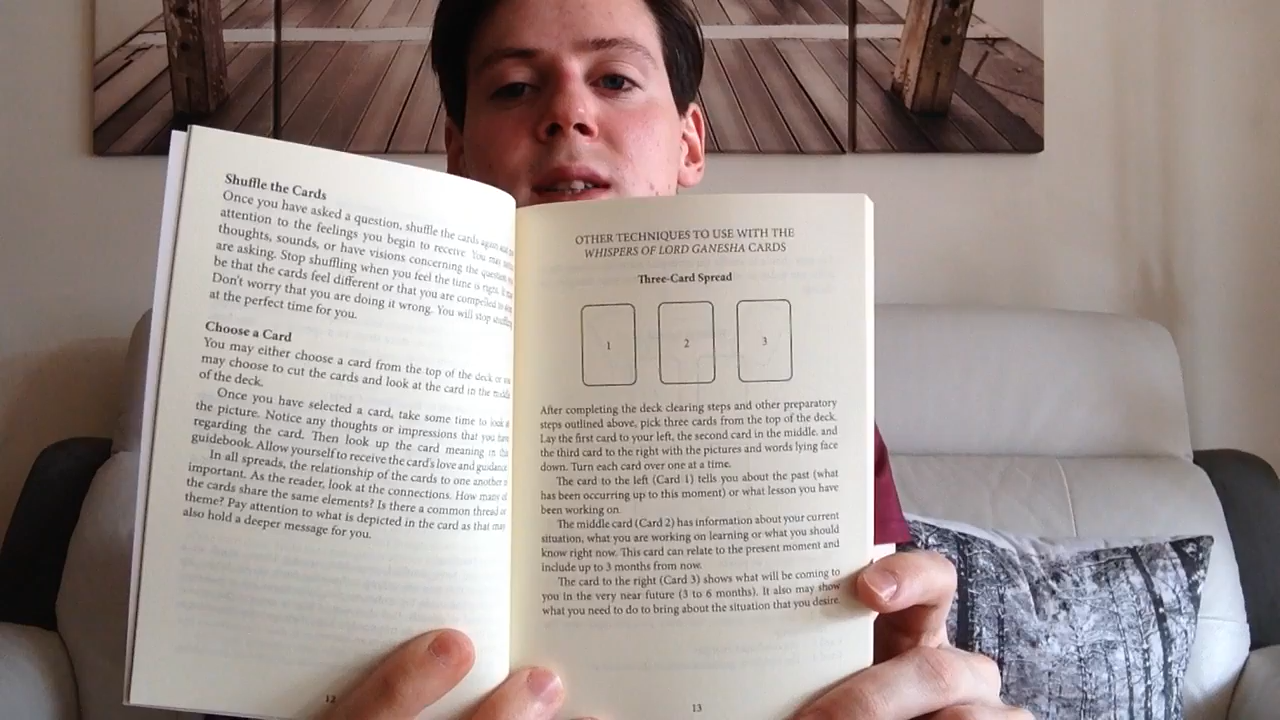 Shuffle the Cards
Once you have asked a question, shuffle the cards again and
attention to the feelings you begin to receive. You may
thoughts, sounds, or have visions concerning the question
are asking. Stop shuffling when you feel the time is right. It
be that the cards feel different or that you are compelled to
Don't worry that you are doing it wrong. You will stop shuffling
at the perfect time for you.
Choose a Card
You may either choose a card from the top of the deck or
may choose to cut the cards and look at the card in the middle
of the deck.
Once you have selected a card, take some time to look at
the picture. Notice any thoughts or impressions that you
regarding the card. Then look up the card meaning in
guidebook. Allow yourself to receive the card's love and guidance.
In all spreads, the relationship of the cards to one another
important. As the reader, look at the connections. How many of
the cards share the same elements? Is there a common thread or
theme? Pay attention to what is depicted in the card as that may
also hold a deeper message for you.
12
OTHER TECHNIQUES TO USE WITH THE
WHISPERS OF LORD GANESHA CARDS
Three-Card Spread
1 2 3
After completing the deck clearing steps and other preparatory
steps outlined above, pick three cards from the top of the deck.
Lay the first card to your left, the second card in the middle, and
the third card to the right with the pictures and words lying face
down. Turn each card over one at a time.
The card to the left (Card 1) tells you about the past (what
has been occurring up to this moment) or what lesson you have
been working on.
The middle card (Card 2) has information about your current
situation, what you are working on learning or what you should
know right now. This card can relate to the present moment and
include up to 3 months from now.
The card to the right (Card 3) shows what will be coming to
you in the very near future (3 to 6 months). It also may show
what you need to do to bring about the situation that you desire.
13